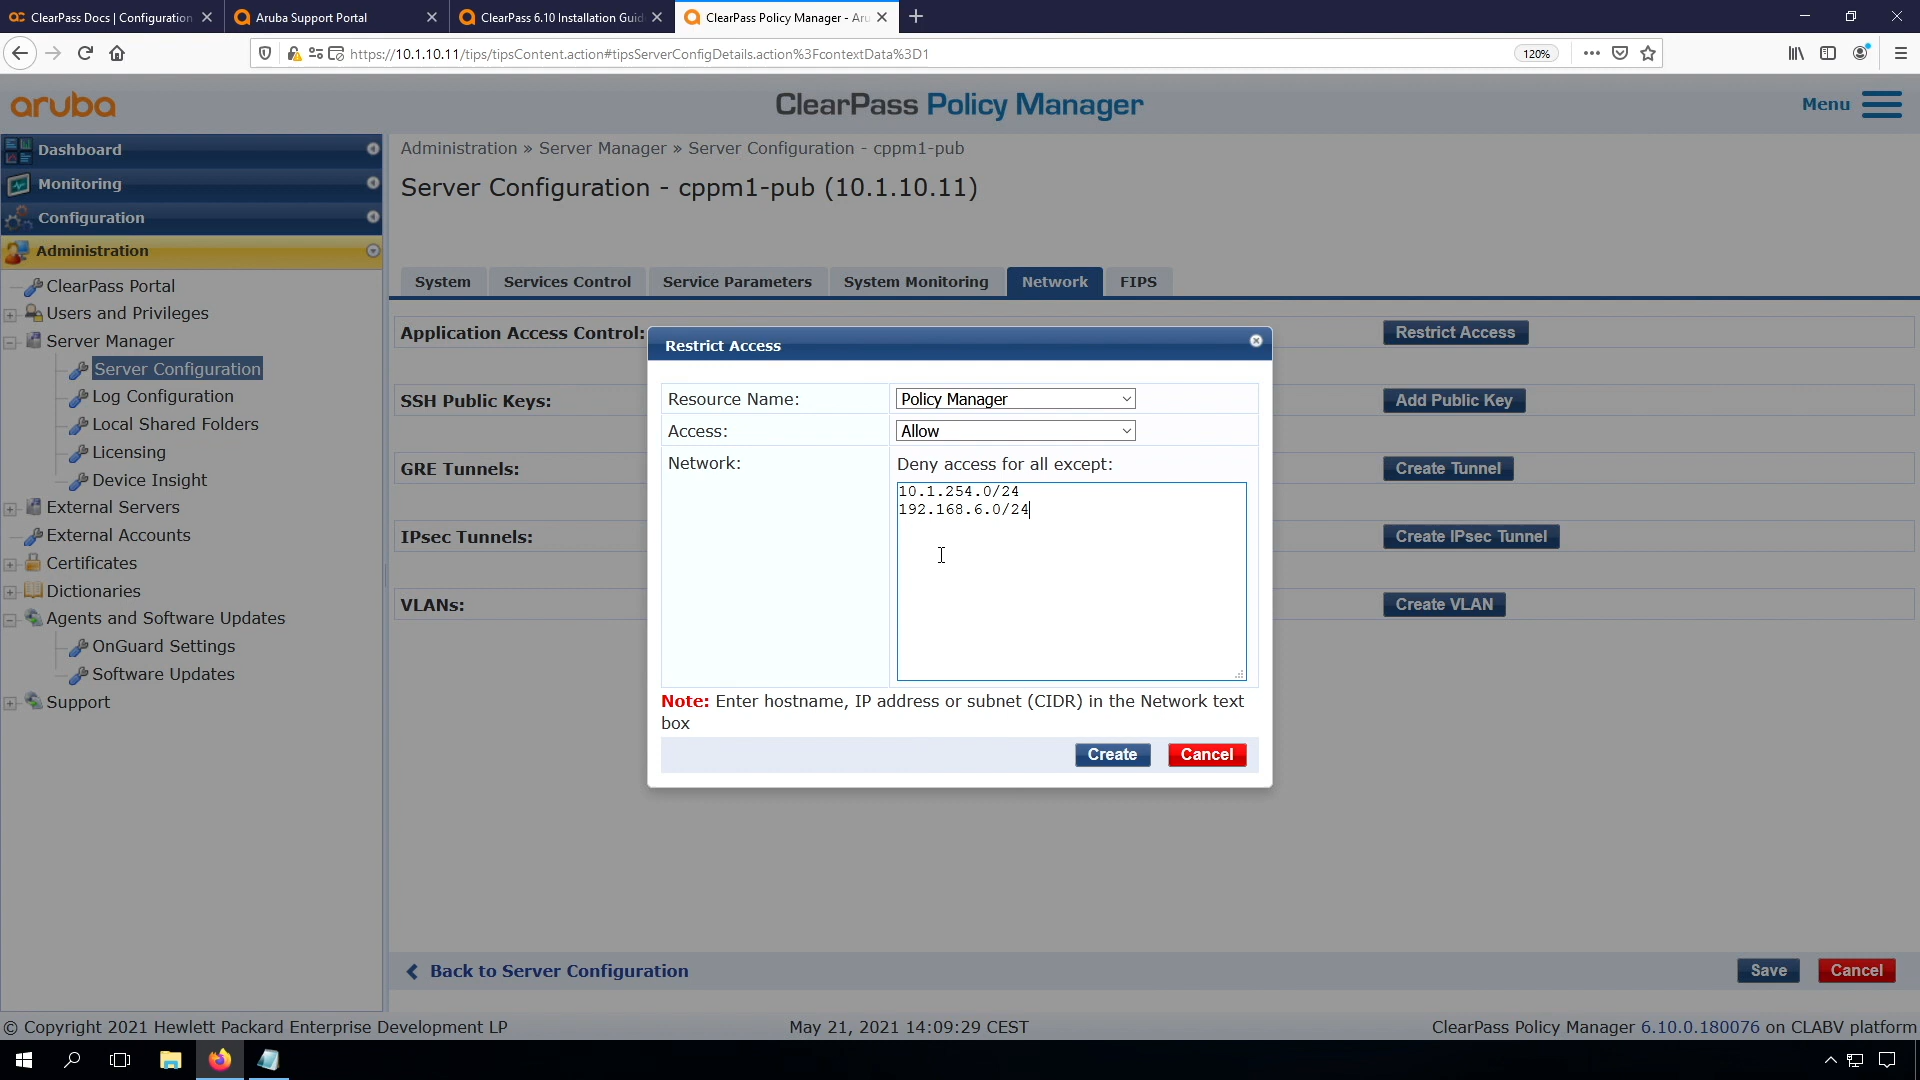 ClearPass Docs | Configuration
Aruba Support Portal
ClearPass 6.10 Installation Guid
ClearPass Policy Manager - Aru
https://10.1.10.11/tips/tipsContent.action#tipsServerConfigDetails.action%3FcontextData%3D1
120%
aruba
ClearPass Policy Manager
Menu
Dashboard
Monitoring
Configuration
Administration
ClearPass Portal
Users and Privileges
Server Manager
Server Configuration
Log Configuration
Local Shared Folders
Licensing
Device Insight
External Servers
External Accounts
Certificates
Dictionaries
Agents and Software Updates
OnGuard Settings
Software Updates
Support
Administration » Server Manager » Server Configuration - cppm1-pub
Server Configuration - cppm1-pub (10.1.10.11)
System
Services Control
Service Parameters
System Monitoring
Network
FIPS
Application Access Control:
Restrict Access
SSH Public Keys:
Add Public Key
GRE Tunnels:
Create Tunnel
IPsec Tunnels:
Create IPsec Tunnel
VLANs:
Create VLAN
Restrict Access
Resource Name:
Policy Manager
Access:
Allow
Network:
Deny access for all except:
10.1.254.0/24
192.168.6.0/24
Note: Enter hostname, IP address or subnet (CIDR) in the Network text
box
Create
Cancel
Back to Server Configuration
Save
Cancel
© Copyright 2021 Hewlett Packard Enterprise Development LP
May 21, 2021 14:09:29 CEST
ClearPass Policy Manager 6.10.0.180076 on CLABV platform